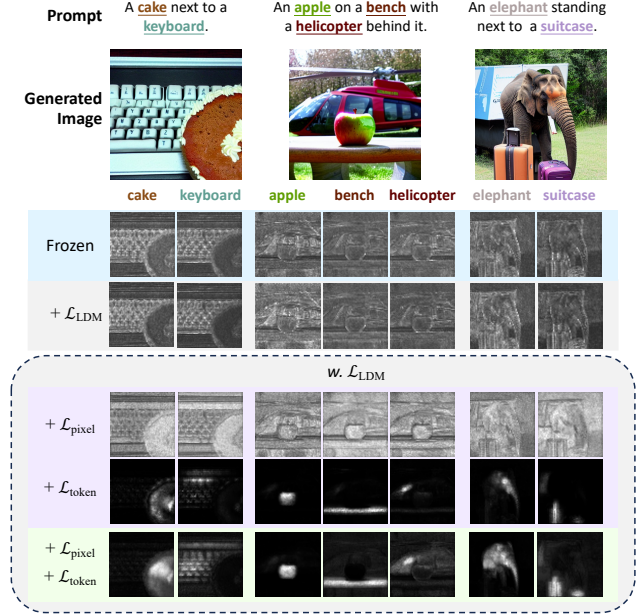 Prompt
A cake next to a
keyboard.
An apple on a bench with
a helicopter behind it.
An elephant standing
next to a suitcase.
Generated
Image
cake keyboard apple bench helicopter elephant suitcase
Frozen
+ ℒLDM
w. ℒLDM
+ ℒpixel
+ ℒtoken
+ ℒpixel
+ ℒtoken